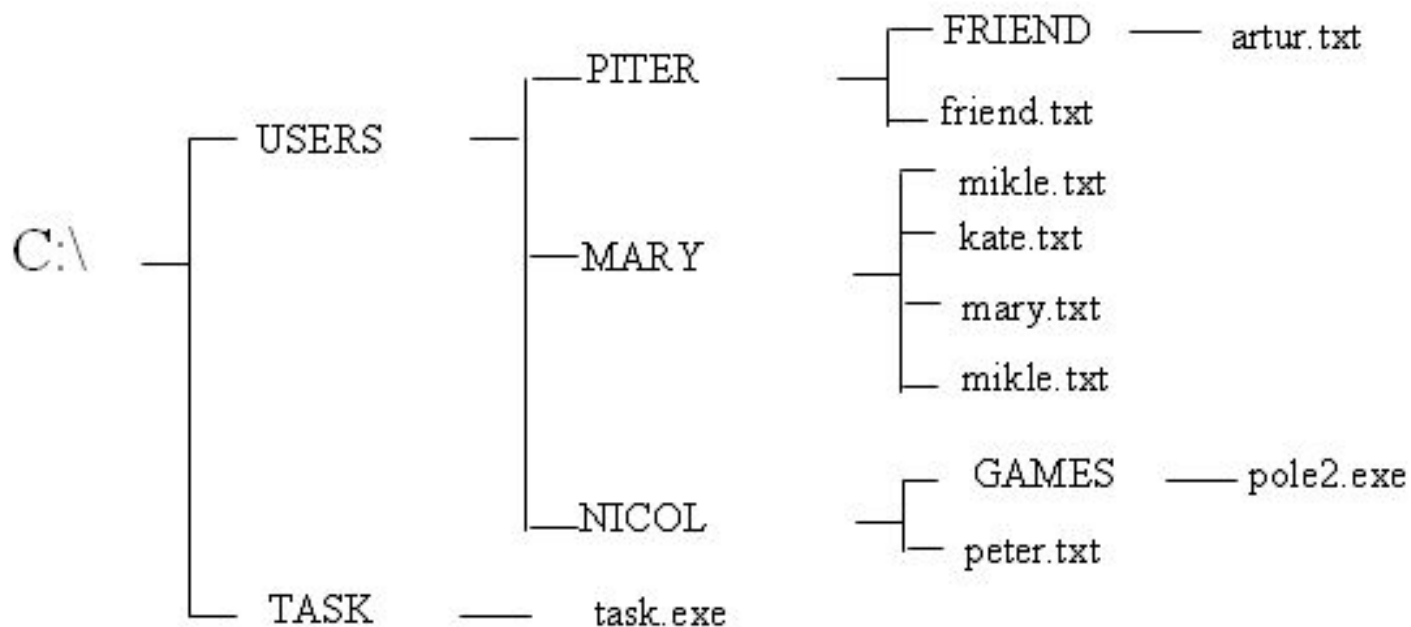 C:\
USERS
PITER
FRIEND
artur.txt
friend.txt
MARY
mikle.txt
kate.txt
mary.txt
mikle.txt
NICOL
GAMES
pole2.exe
peter.txt
TASK
task.exe